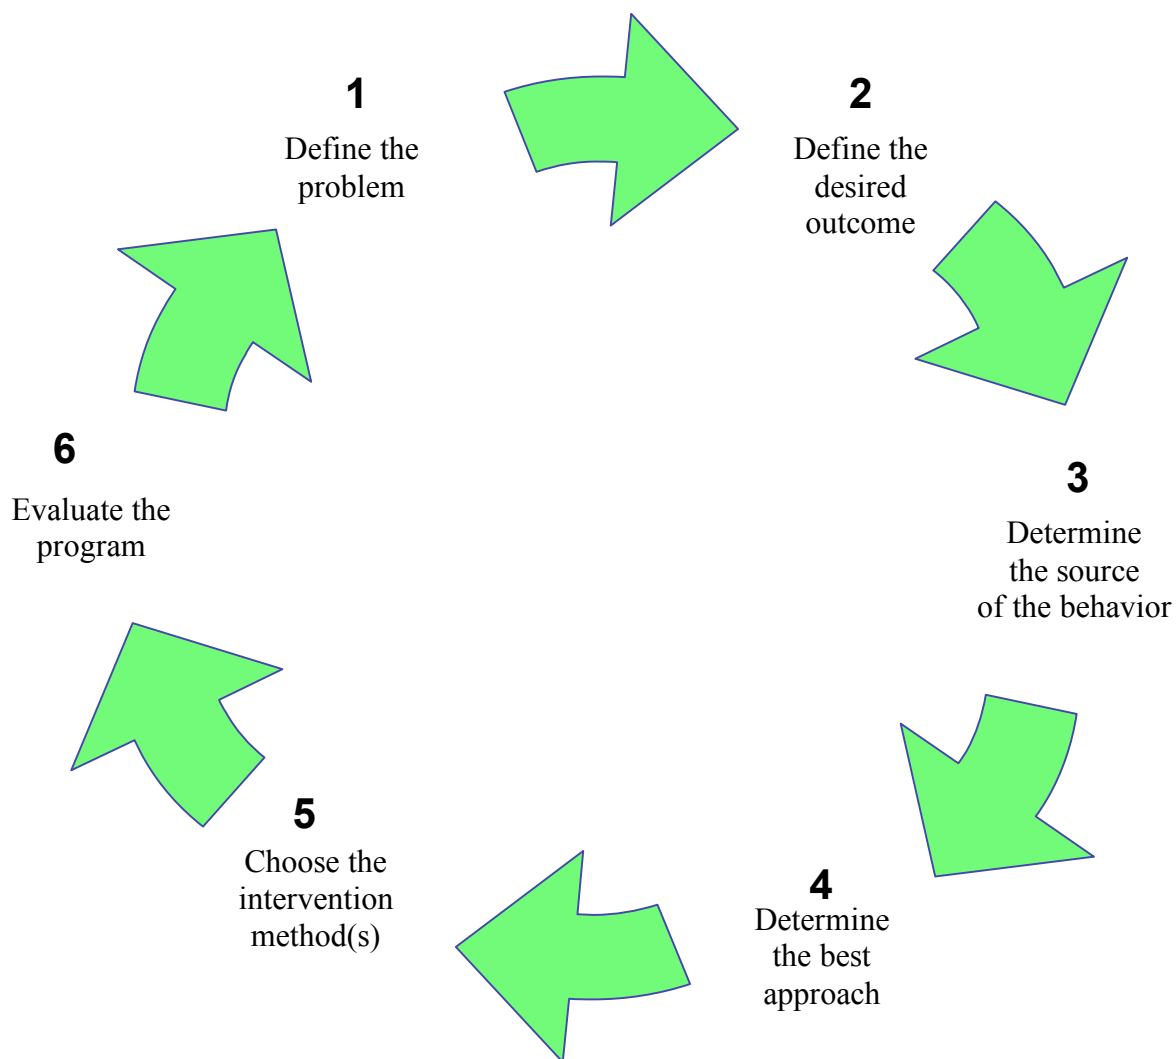 1
Define the
problem
2
Define the
desired
outcome
3
Determine
the source
of the behavior
4
Determine
the best
approach
5
Choose the
intervention
method(s)
6
Evaluate the
program